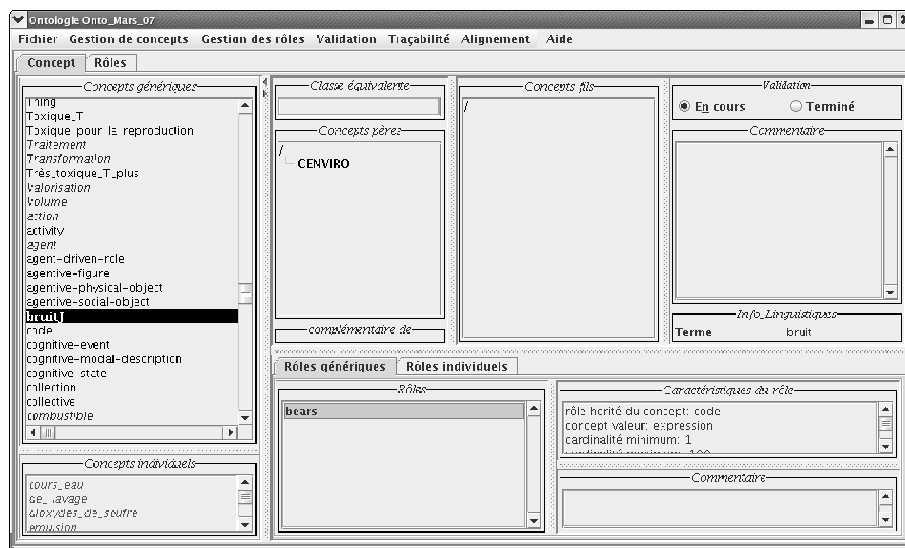 Ontologie Onto_Mars_07
Fichier Gestion de concepts Gestion des rôles Validation Traçabilité Alignement Aide
Concept Rôles
Concepts génériques
Thing
Toxique_T
Toxique pour la reproduction
Traitement
Transformation
Très_toxique_T_plus
Valorisation
Volume
action
activity
agent
agent-driven-role
agentive-figure
agentive-physical-object
agentive-social-object
bruitJ
code
cognitive-event
cognitive-modal-description
cognitive-state
collection
collective
combustible
Concepts individuels
cours_eau
de_lavage
dioxydes_de_soufre
emulsion
Classe équivalente
Concepts pères
/
CENVIRO
complémentaire de
Concepts fils
/
Validation
En cours Terminé
Commentaire
Info_Linguistiques
Terme bruit
Rôles génériques Rôles individuels
Rôles
bears
Caractéristiques du rôle
rôle hérité du concept: code
concept valeur: expression
cardinalité minimum: 1
Commentaire